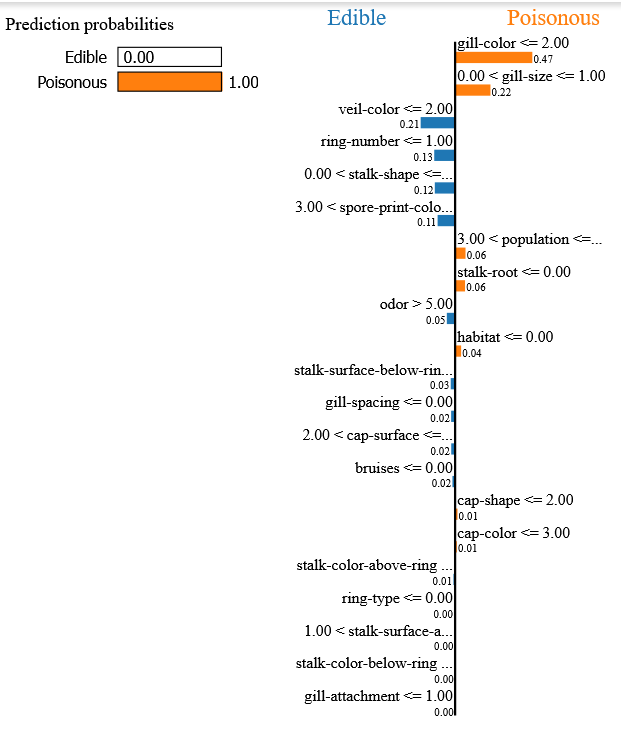 Prediction probabilities
Edible 0.00
Poisonous 1.00
Edible Poisonous
gill-color <= 2.00
0.47
0.00 < gill-size <= 1.00
0.22
veil-color <= 2.00
0.21
ring-number <= 1.00
0.13
0.00 < stalk-shape <=...
0.12
3.00 < spore-print-colo...
0.11
3.00 < population <=...
0.06
stalk-root <= 0.00
0.06
odor > 5.00
0.05
habitat <= 0.00
0.04
stalk-surface-below-rin...
0.03
gill-spacing <= 0.00
0.02
2.00 < cap-surface <=...
0.02
bruises <= 0.00
0.02
cap-shape <= 2.00
0.01
cap-color <= 3.00
0.01
stalk-color-above-ring ...
0.01
ring-type <= 0.00
0.00
1.00 < stalk-surface-a...
0.00
stalk-color-below-ring ...
0.00
gill-attachment <= 1.00
0.00